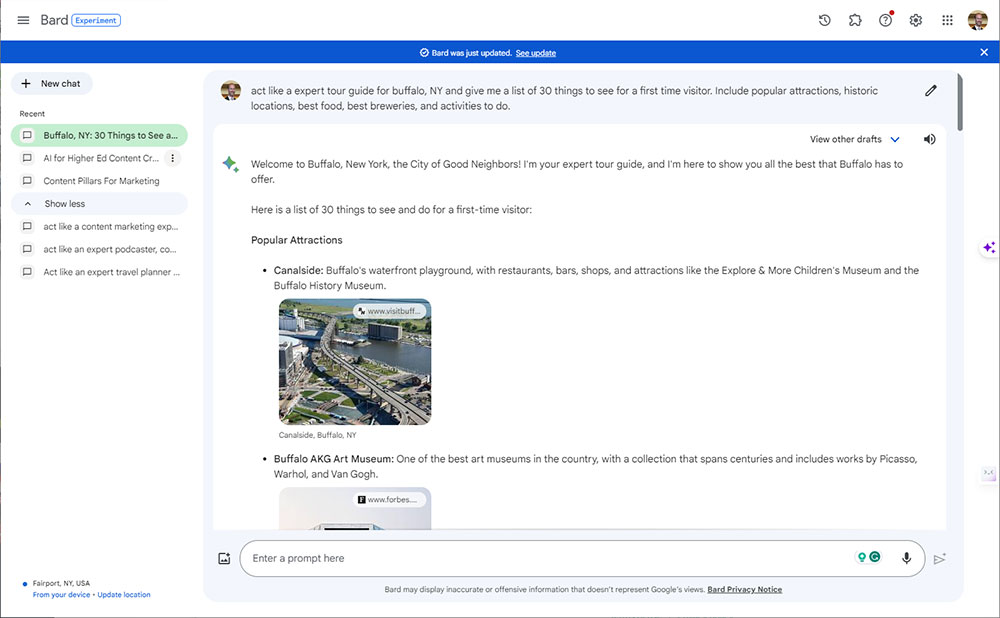 Bard Experiment
Bard was just updated. See update
New chat
Recent
Buffalo, NY: 30 Things to See a...
AI for Higher Ed Content Cr...
Content Pillars For Marketing
Show less
act like a content marketing exp...
act like an expert podcaster, co...
Act like an expert travel planner ...
Fairport, NY, USA
From your device • Update location
act like a expert tour guide for buffalo, NY and give me a list of 30 things to see for a first time visitor. Include popular attractions, historic
locations, best food, best breweries, and activities to do.
View other drafts
Welcome to Buffalo, New York, the City of Good Neighbors! I'm your expert tour guide, and I'm here to show you all the best that Buffalo has to
offer.
Here is a list of 30 things to see and do for a first-time visitor:
Popular Attractions
• Canalside: Buffalo's waterfront playground, with restaurants, bars, shops, and attractions like the Explore & More Children's Museum and the
Buffalo History Museum.
www.visitbuff...
Canalside, Buffalo, NY
• Buffalo AKG Art Museum: One of the best art museums in the country, with a collection that spans centuries and includes works by Picasso,
Warhol, and Van Gogh.
www.forbes....
Enter a prompt here
Bard may display inaccurate or offensive information that doesn't represent Google's views. Bard Privacy Notice